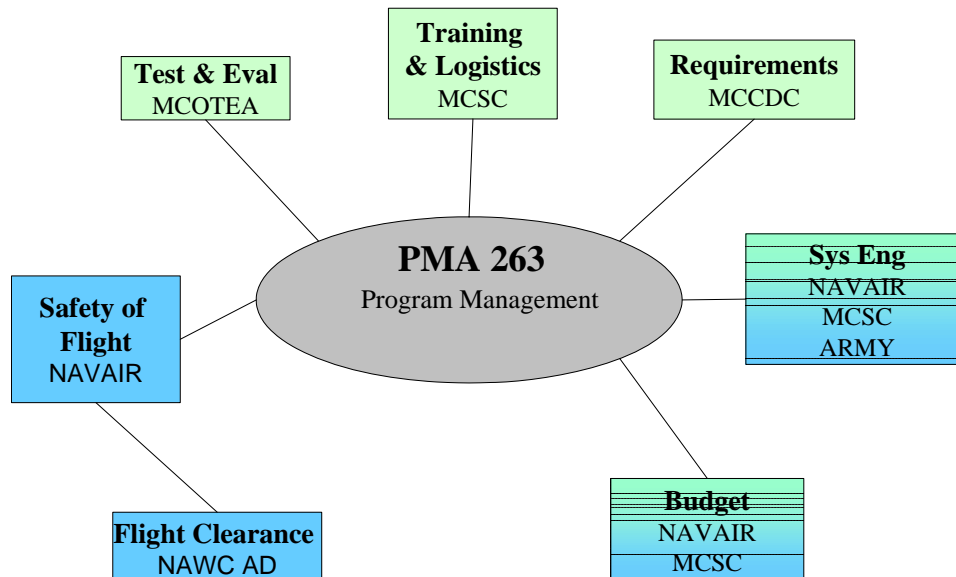 Training
& Logistics
MCSC
Test & Eval
MCOTEA
Requirements
MCCDC
PMA 263
Program Management
Sys Eng
NAVAIR
MCSC
ARMY
Safety of
Flight
NAVAIR
Budget
NAVAIR
MCSC
Flight Clearance
NAWC AD